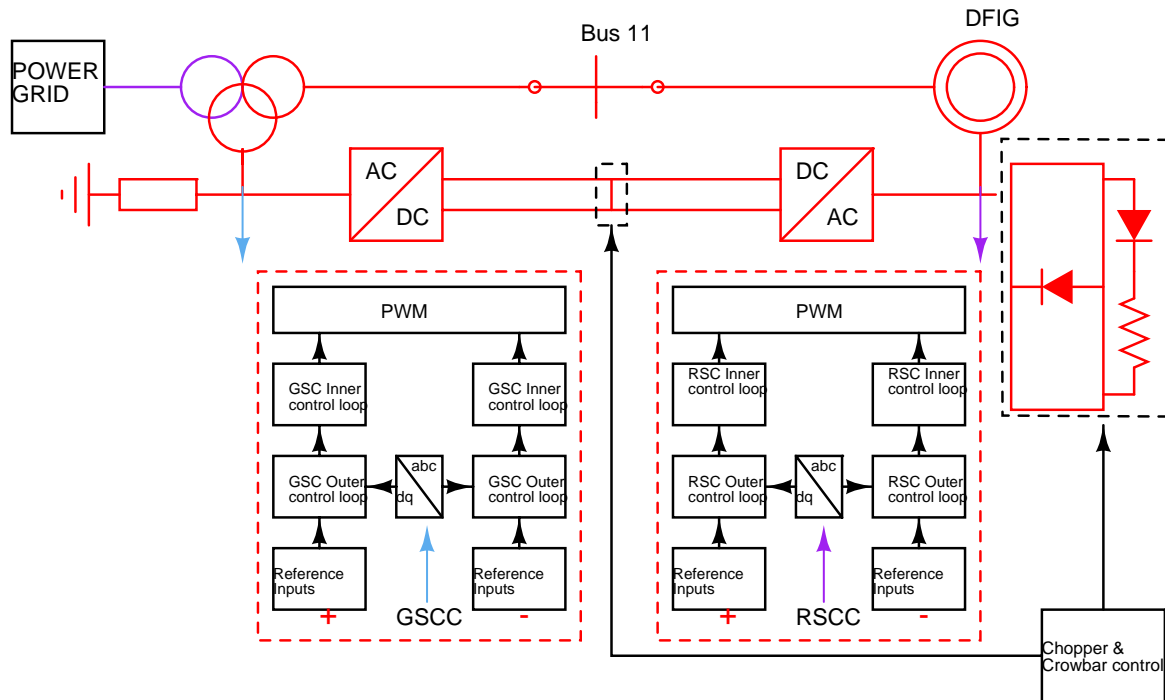 DFIG
Bus 11
POWER
GRID
AC
DC
DC
AC
PWM
PWM
GSC Inner
control loop
GSC Inner
control loop
RSC Inner
control loop
RSC Inner
control loop
GSC Outer
control loop
abc
dq
GSC Outer
control loop
RSC Outer
control loop
abc
dq
RSC Outer
control loop
Reference
Inputs
Reference
Inputs
Reference
Inputs
Reference
Inputs
+
GSCC
-
+
RSCC
-
Chopper &
Crowbar control